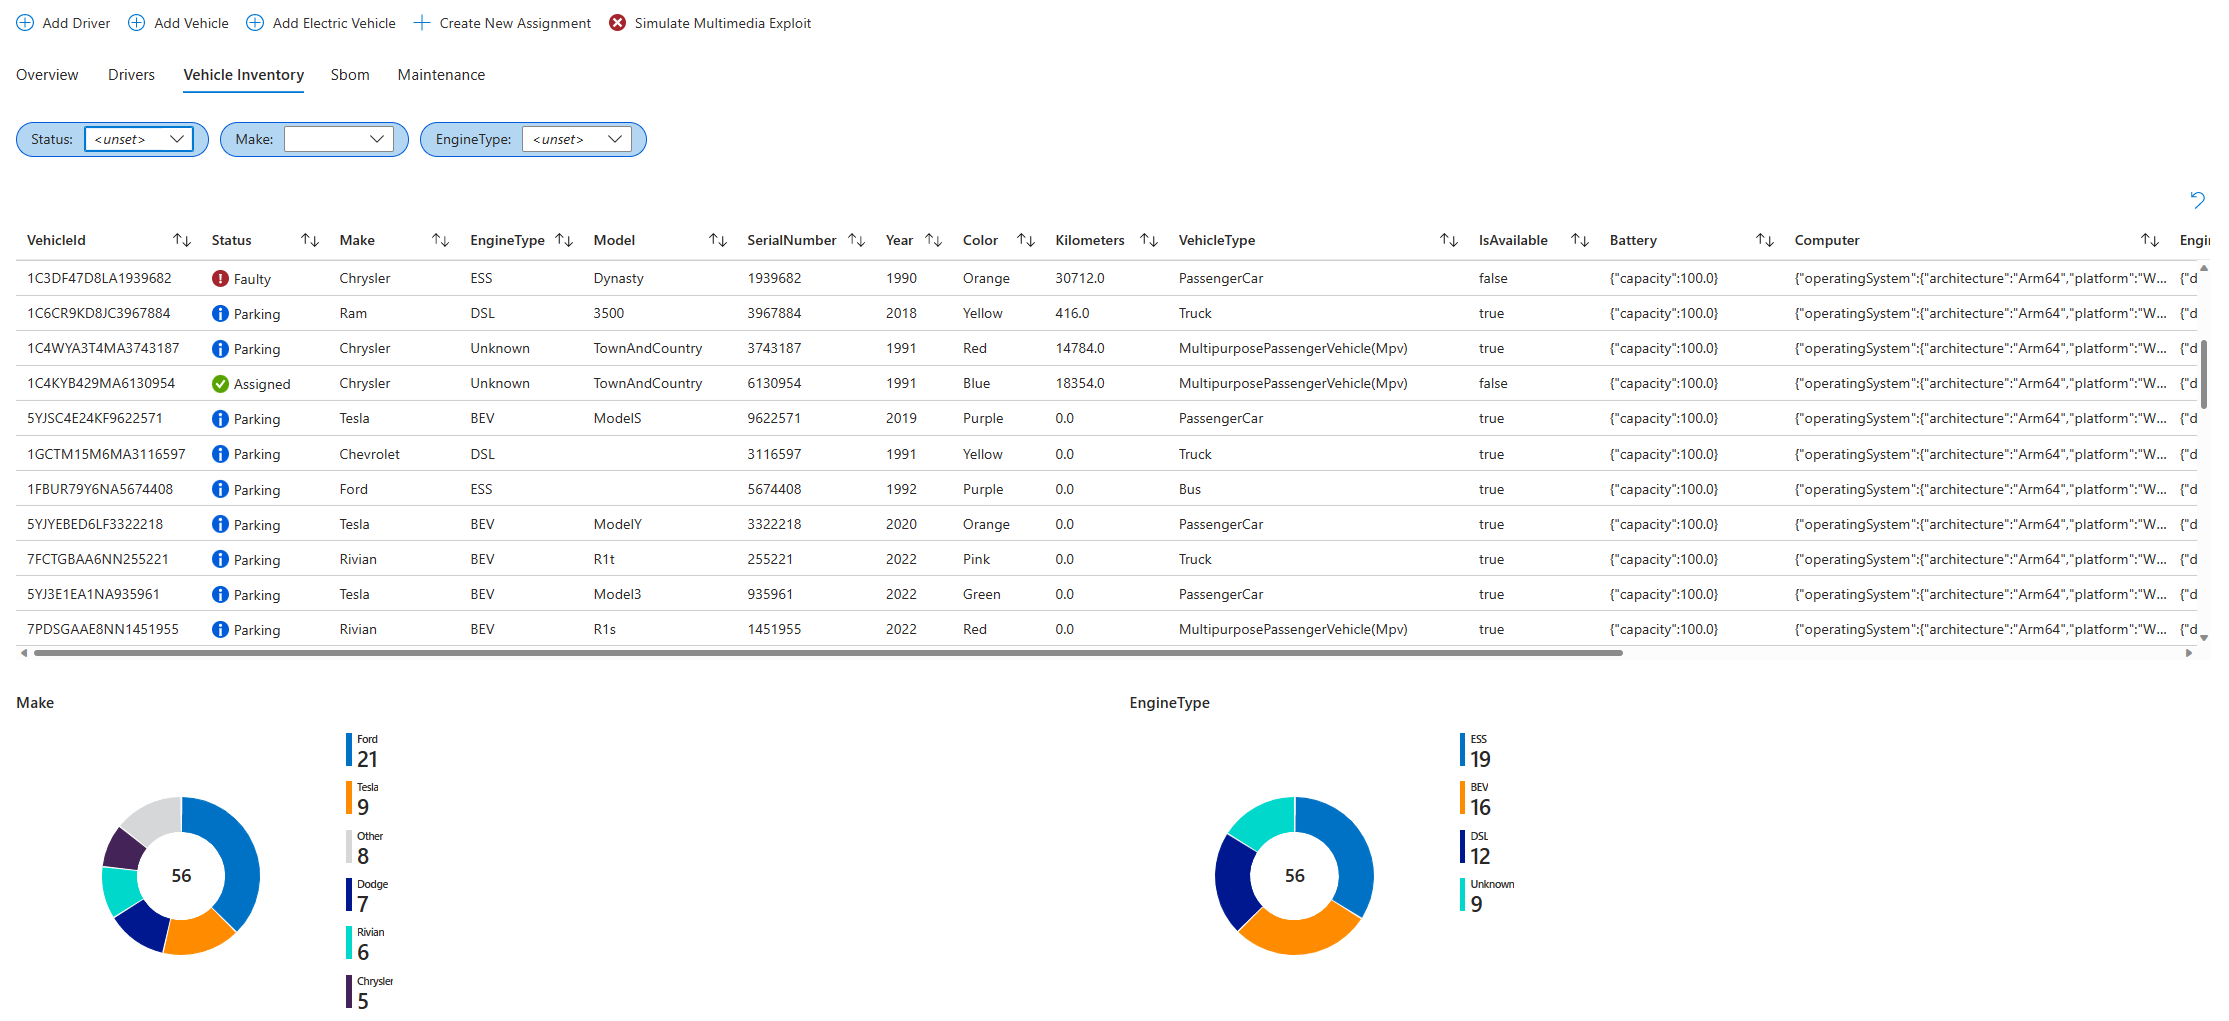 Add Driver Add Vehicle Add Electric Vehicle Create New Assignment Simulate Multimedia Exploit
Overview Drivers Vehicle Inventory Sbom Maintenance
Status: <unset> Make: EngineType: <unset>
VehicleId Status Make EngineType Model SerialNumber Year Color Kilometers VehicleType IsAvailable Battery Computer Engi
1C3DF47D8LA1939682 Faulty Chrysler ESS Dynasty 1939682 1990 Orange 30712.0 PassengerCar false {"capacity":100.0} {"operatingSystem":{"architecture":"Arm64","platform":"W... {"d
1C6CR9KD8JC3967884 Parking Ram DSL 3500 3967884 2018 Yellow 416.0 Truck true {"capacity":100.0} {"operatingSystem":{"architecture":"Arm64","platform":"W... {"d
1C4WYA3T4MA3743187 Parking Chrysler Unknown TownAndCountry 3743187 1991 Red 14784.0 MultipurposePassengerVehicle(Mpv) true {"capacity":100.0} {"operatingSystem":{"architecture":"Arm64","platform":"W... {"d
1C4KYB429MA6130954 Assigned Chrysler Unknown TownAndCountry 6130954 1991 Blue 18354.0 MultipurposePassengerVehicle(Mpv) false {"capacity":100.0} {"operatingSystem":{"architecture":"Arm64","platform":"W... {"d
5YJSC4E24KF9622571 Parking Tesla BEV ModelS 9622571 2019 Purple 0.0 PassengerCar true {"capacity":100.0} {"operatingSystem":{"architecture":"Arm64","platform":"W... {"d
1GCTM15M6MA3116597 Parking Chevrolet DSL 3116597 1991 Yellow 0.0 Truck true {"capacity":100.0} {"operatingSystem":{"architecture":"Arm64","platform":"W... {"d
1FBUR79Y6NA5674408 Parking Ford ESS 5674408 1992 Purple 0.0 Bus true {"capacity":100.0} {"operatingSystem":{"architecture":"Arm64","platform":"W... {"d
5YJYEBED6LF3322218 Parking Tesla BEV ModelY 3322218 2020 Orange 0.0 PassengerCar true {"capacity":100.0} {"operatingSystem":{"architecture":"Arm64","platform":"W... {"d
7FCTGBAA6NN255221 Parking Rivian BEV R1t 255221 2022 Pink 0.0 Truck true {"capacity":100.0} {"operatingSystem":{"architecture":"Arm64","platform":"W... {"d
5YJ3E1EA1NA935961 Parking Tesla BEV Model3 935961 2022 Green 0.0 PassengerCar true {"capacity":100.0} {"operatingSystem":{"architecture":"Arm64","platform":"W... {"d
7PDSGAAE8NN1451955 Parking Rivian BEV R1s 1451955 2022 Red 0.0 MultipurposePassengerVehicle(Mpv) true {"capacity":100.0} {"operatingSystem":{"architecture":"Arm64","platform":"W... {"d
Make
Ford
21
Tesla
9
Other
8
Dodge
7
Rivian
6
Chrysler
5
56
EngineType
ESS
19
BEV
16
DSL
12
Unknown
9
56